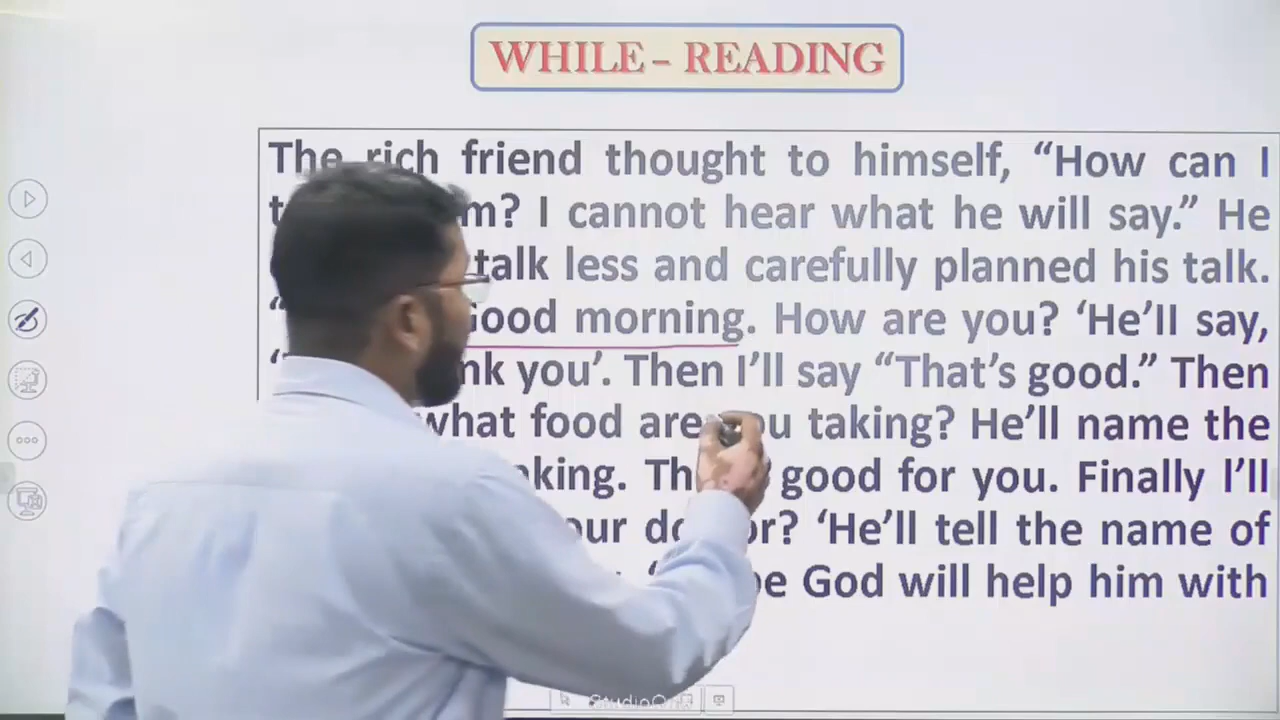 WHILE – READING
The rich friend thought to himself, “How can I
m? I cannot hear what he will say.” He
talk less and carefully planned his talk.
“ Good morning. How are you? ‘He’ll say,
‘ nk you’. Then I’ll say “That’s good.” Then
what food are you taking? He’ll name the
king. Th good for you. Finally I’ll
our doctor? ‘He’ll tell the name of
God will help him with